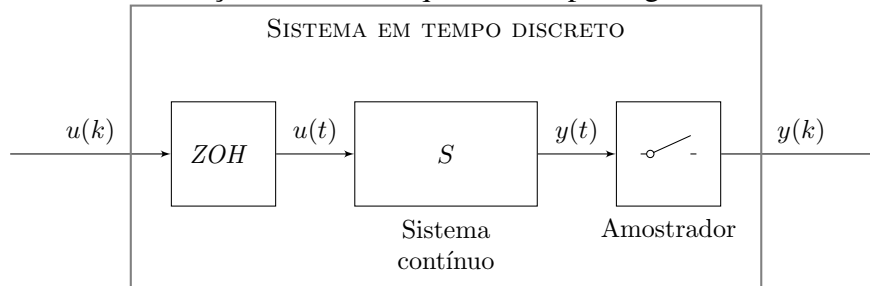 SISTEMA EM TEMPO DISCRETO
u(k)
u(t)
y(t)
y(k)
ZOH
S
Sistema
contínuo
Amostrador